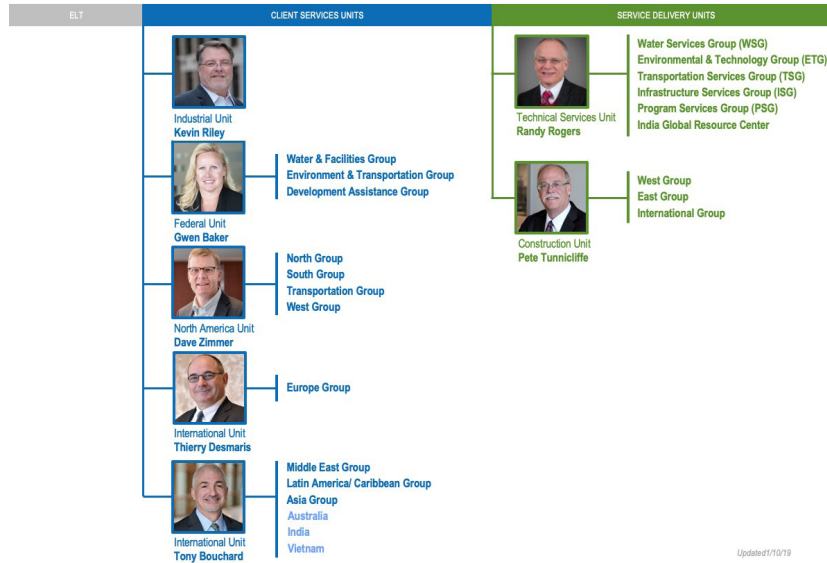 ELT
CLIENT SERVICES UNITS
SERVICE DELIVERY UNITS
Industrial Unit
Kevin Riley
Federal Unit
Gwen Baker
Water & Facilities Group
Environment & Transportation Group
Development Assistance Group
North America Unit
Dave Zimmer
North Group
South Group
Transportation Group
West Group
International Unit
Thierry Desmaris
Europe Group
International Unit
Tony Bouchard
Middle East Group
Latin America/ Caribbean Group
Asia Group
Australia
India
Vietnam
Technical Services Unit
Randy Rogers
Water Services Group (WSG)
Environmental & Technology Group (ETG)
Transportation Services Group (TSG)
Infrastructure Services Group (ISG)
Program Services Group (PSG)
India Global Resource Center
Construction Unit
Pete Tunnicliffe
West Group
East Group
International Group
Updated1/10/19